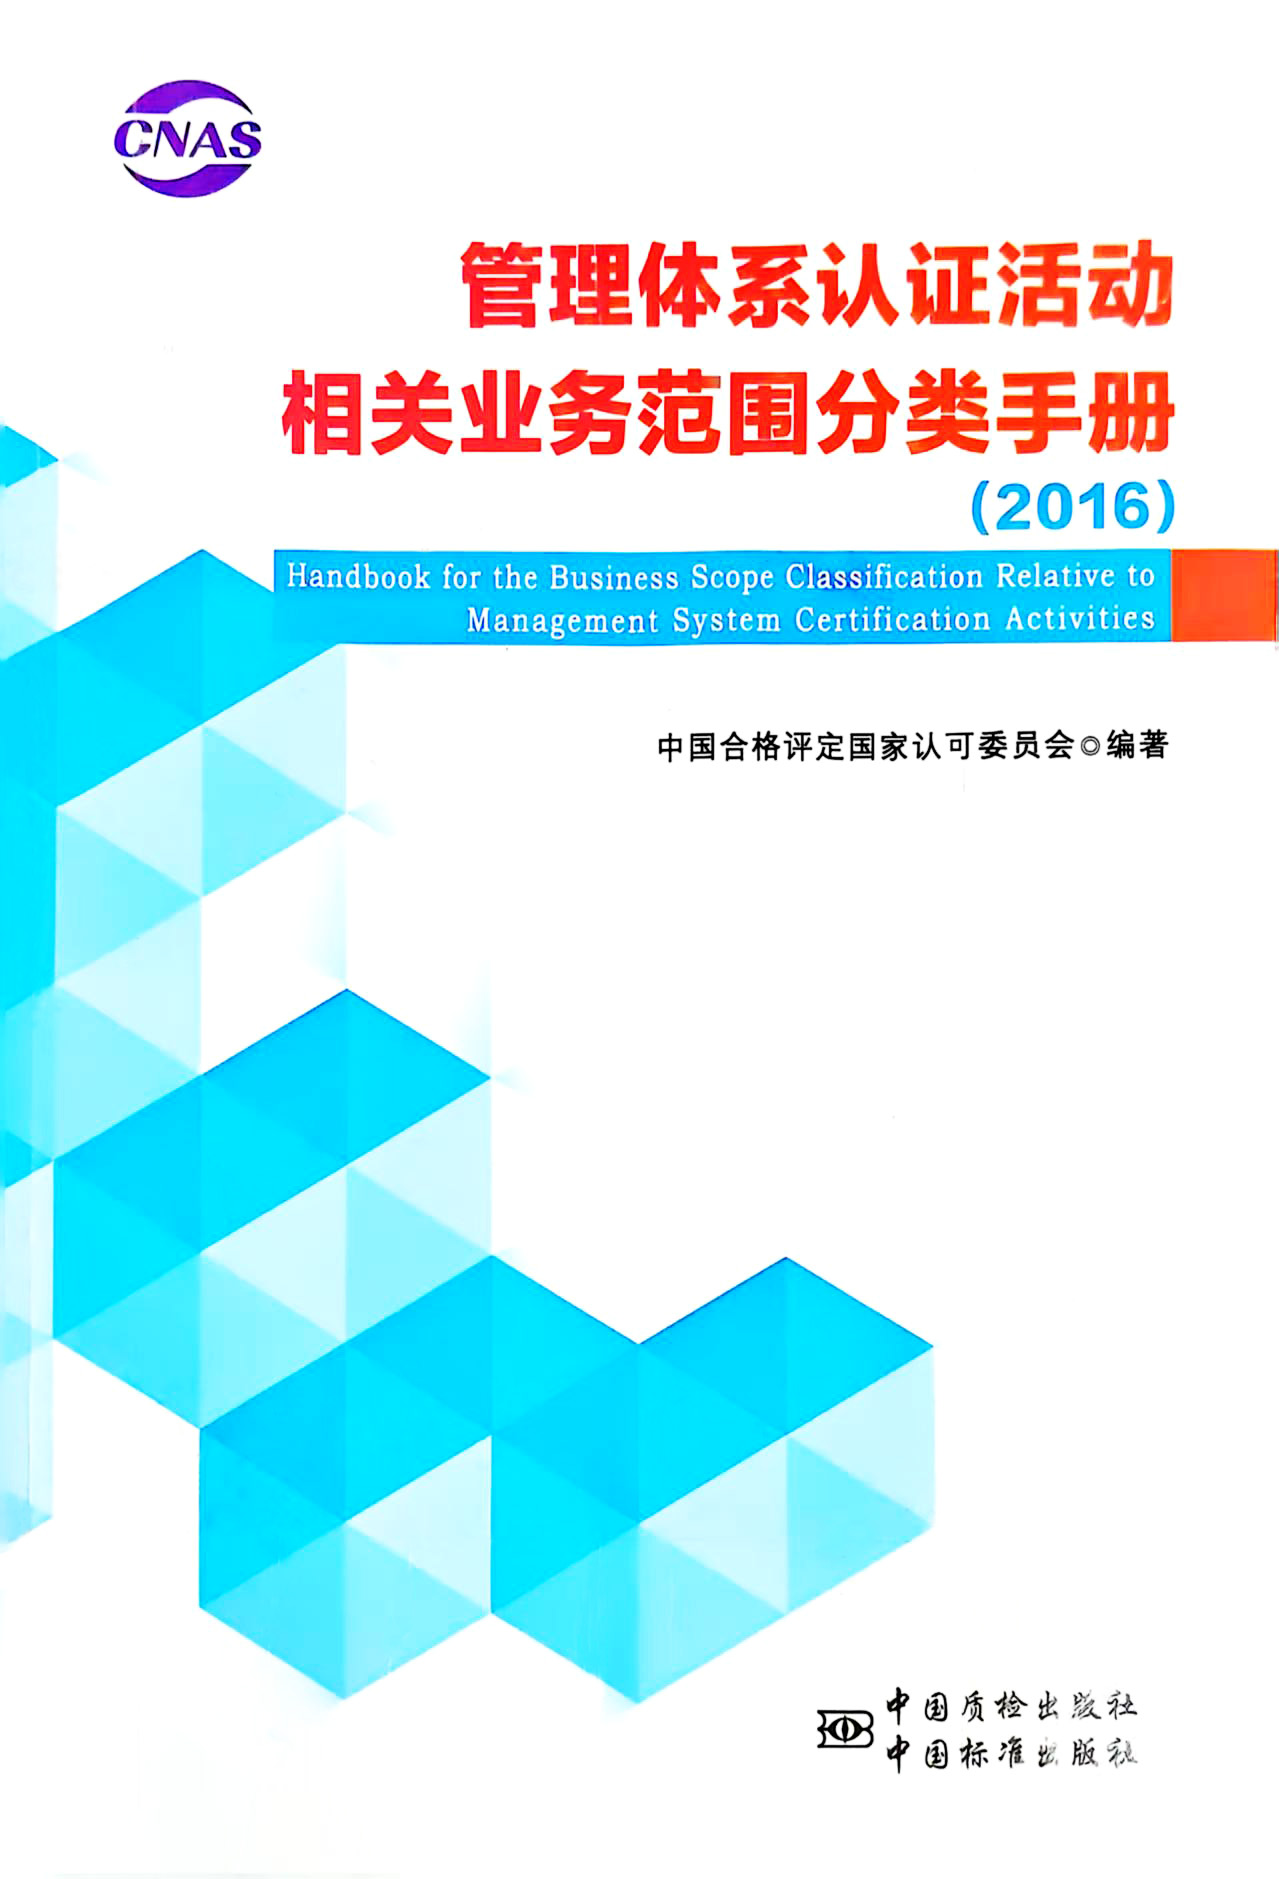 CNAS
管理体系认证活动
相关业务范围分类手册
(2016)
Handbook for the Business Scope Classification Relative to
Management System Certification Activities
中国合格评定国家认可委员会◎编著
中国质检出版社
中国标准出版社